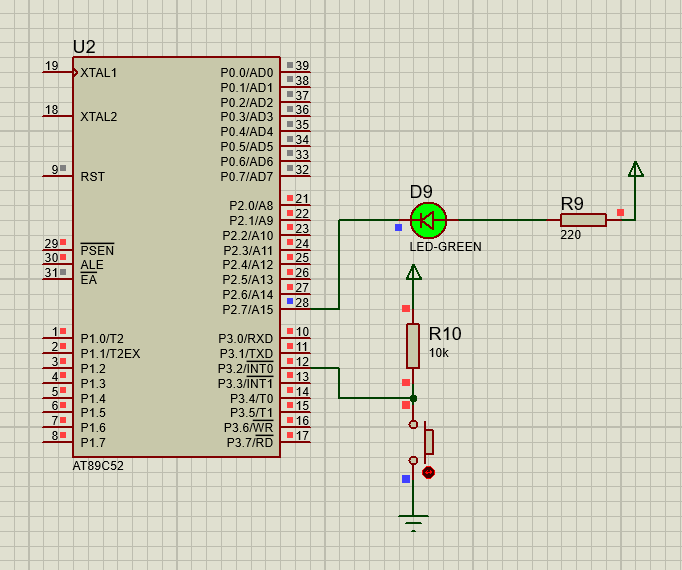 U2
19 XTAL1 P0.0/AD0 39
P0.1/AD1 38
P0.2/AD2 37
18 XTAL2 P0.3/AD3 36
P0.4/AD4 35
P0.5/AD5 34
P0.6/AD6 33
9 RST P0.7/AD7 32
P2.0/A8 21
P2.1/A9 22
P2.2/A10 23
29 PSEN P2.3/A11 24
30 ALE P2.4/A12 25
31 EA P2.5/A13 26
P2.6/A14 27
P2.7/A15 28
1 P1.0/T2 P3.0/RXD 10
2 P1.1/T2EX P3.1/TXD 11
3 P1.2 P3.2/INT0 12
4 P1.3 P3.3/INT1 13
5 P1.4 P3.4/T0 14
6 P1.5 P3.5/T1 15
7 P1.6 P3.6/WR 16
8 P1.7 P3.7/RD 17
AT89C52
D9
LED-GREEN
R9
220
R10
10k